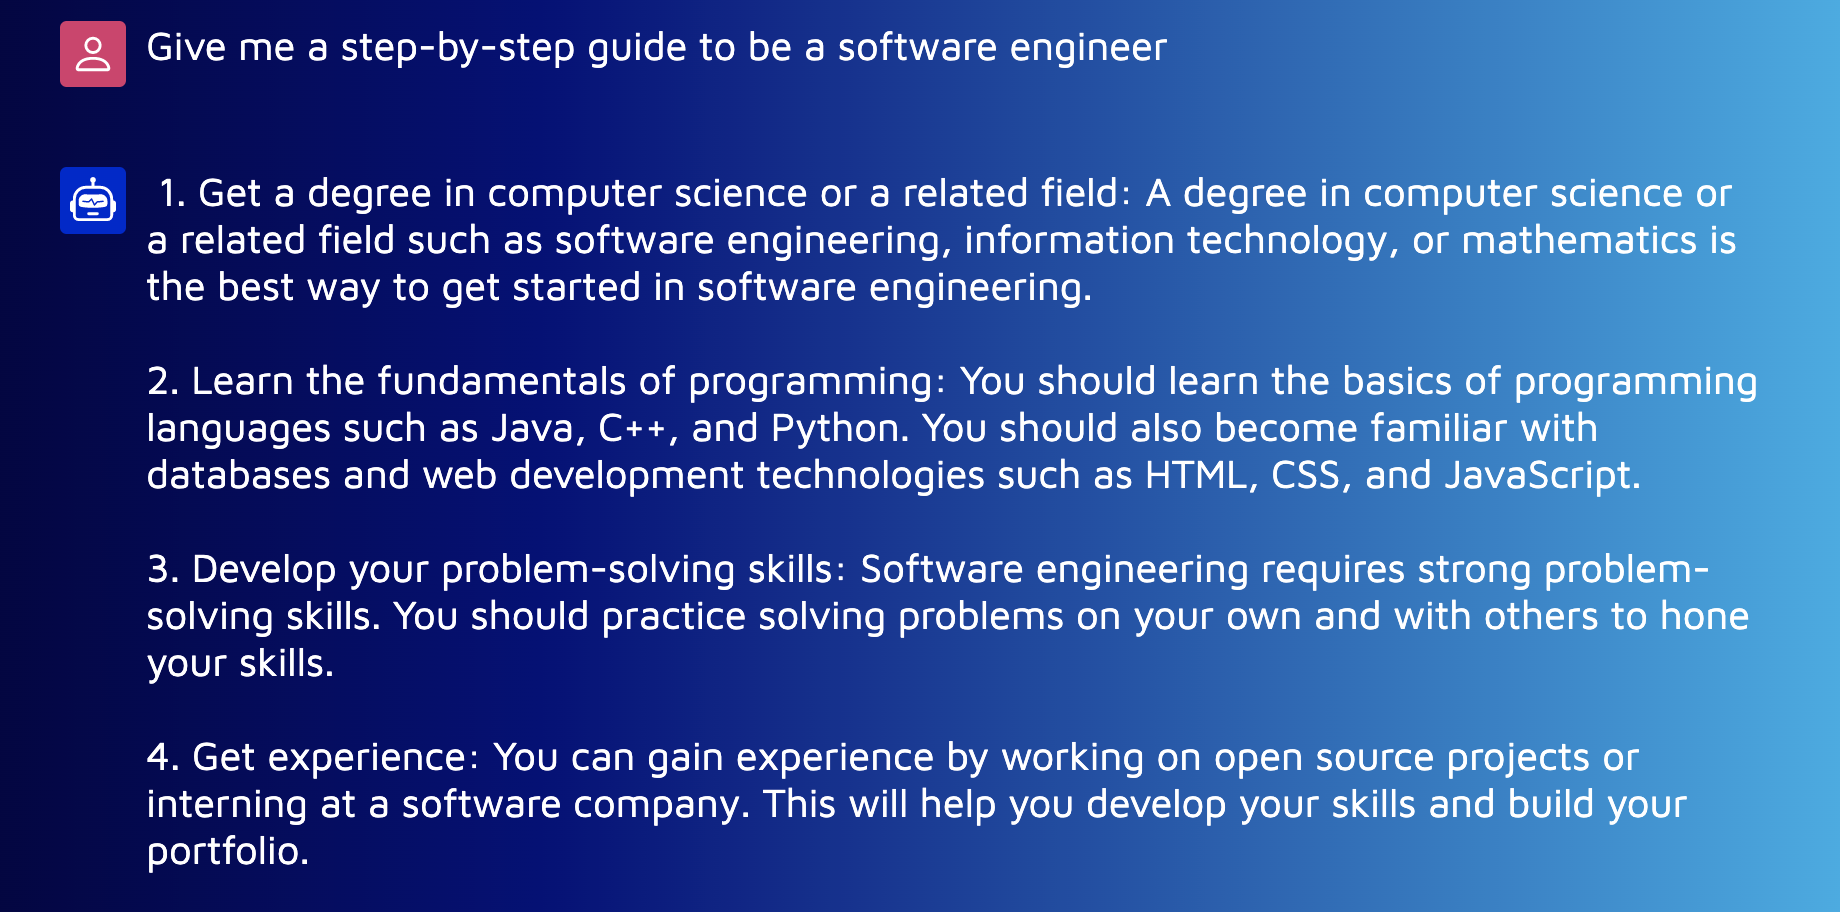 Give me a step-by-step guide to be a software engineer
1. Get a degree in computer science or a related field: A degree in computer science or
a related field such as software engineering, information technology, or mathematics is
the best way to get started in software engineering.
2. Learn the fundamentals of programming: You should learn the basics of programming
languages such as Java, C++, and Python. You should also become familiar with
databases and web development technologies such as HTML, CSS, and JavaScript.
3. Develop your problem-solving skills: Software engineering requires strong problem-
solving skills. You should practice solving problems on your own and with others to hone
your skills.
4. Get experience: You can gain experience by working on open source projects or
interning at a software company. This will help you develop your skills and build your
portfolio.